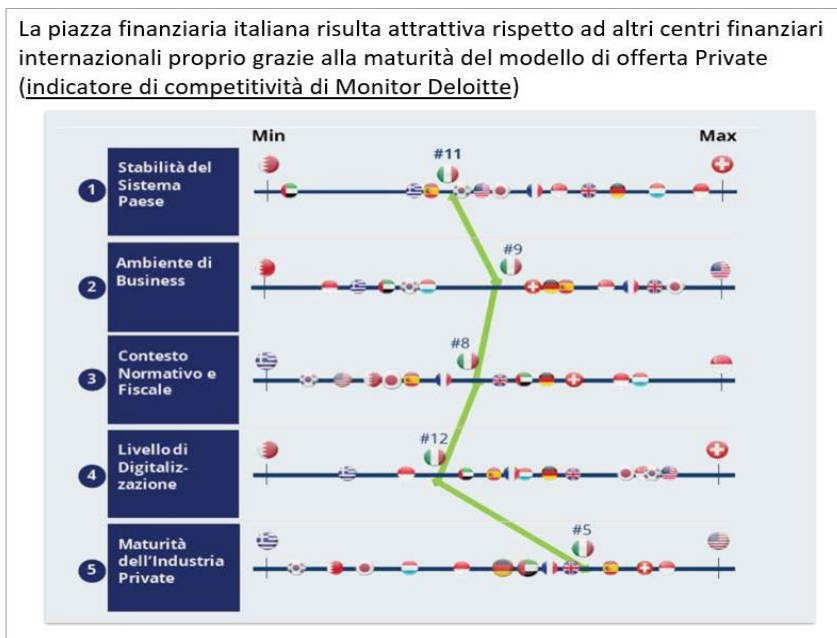 La piazza finanziaria italiana risulta attrattiva rispetto ad altri centri finanziari
internazionali proprio grazie alla maturità del modello di offerta Private
(indicatore di competitività di Monitor Deloitte)
Min
Max
1
Stabilità del
Sistema
Paese
#11
2
Ambiente di
Business
#9
3
Contesto
Normativo e
Fiscale
#8
4
Livello di
Digitaliz-
zazione
#12
5
Maturità
dell'Industria
Private
#5